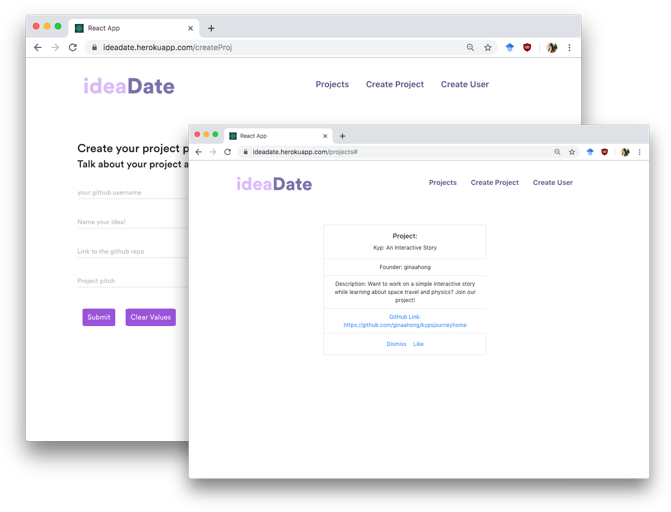 React App
ideadate.herokuapp.com/createProj
ideaDate
Projects Create Project Create User
Create your project p
Talk about your project a
your github username
Name your idea!
Link to the github repo
Project pitch
Submit Clear Values
React App
ideadate.herokuapp.com/projects#
ideaDate
Projects Create Project Create User
Project:
Kyp: An Interactive Story
Founder: ginaahong
Description: Want to work on a simple interactive story
while learning about space travel and physics? Join our
project!
GitHub Link:
https://github.com/ginaahong/kypsjourneyhome
Dismiss Like